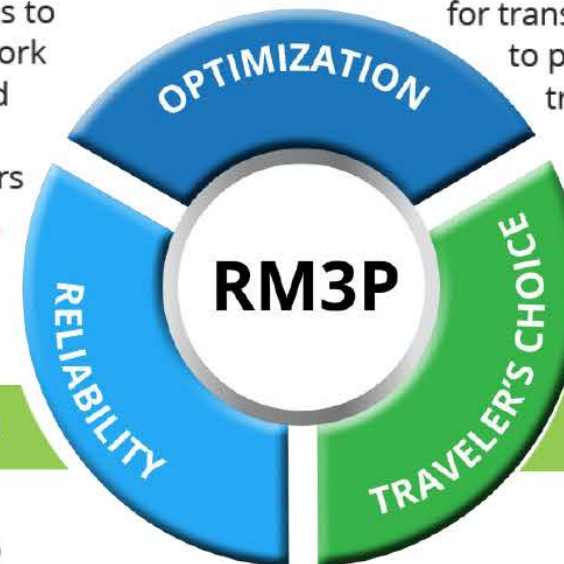 s to
ork
d
rs
for trans
to p
tr
OPTIMIZATION
RM3P
RELIABILITY
TRAVELER'S CHOICE